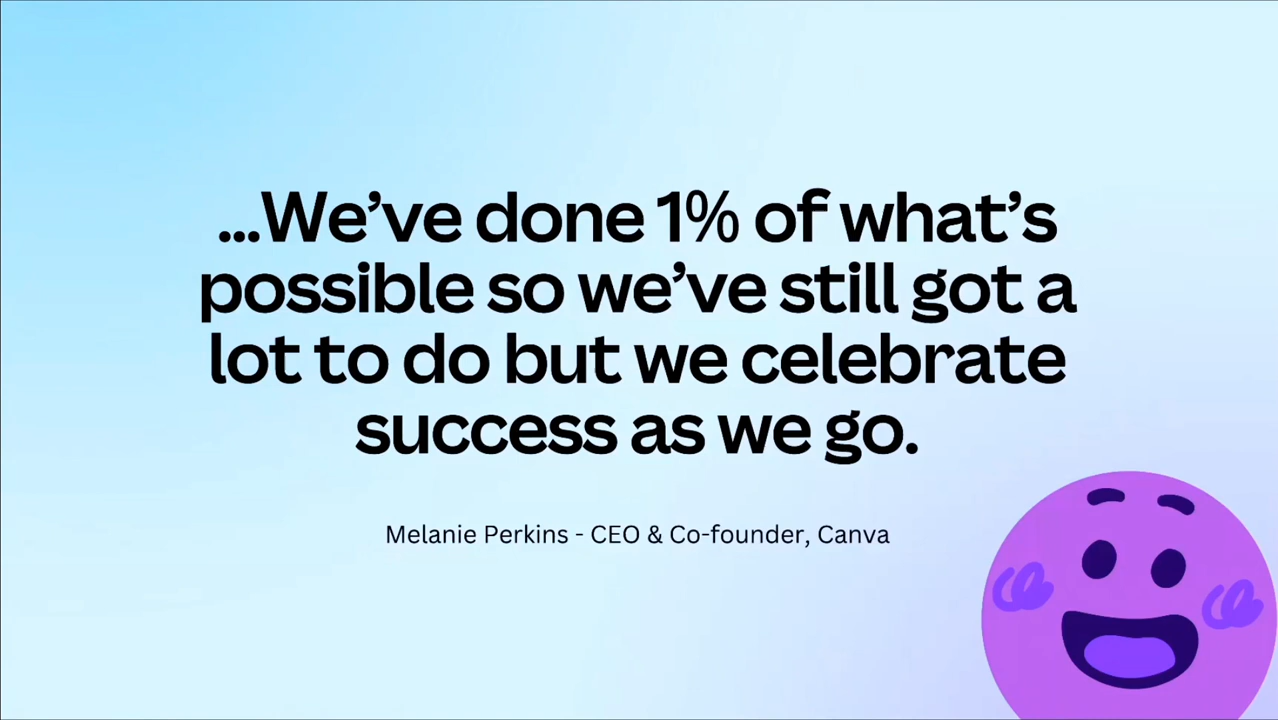 ...We’ve done 1% of what’s
possible so we’ve still got a
lot to do but we celebrate
success as we go.
Melanie Perkins - CEO & Co-founder, Canva